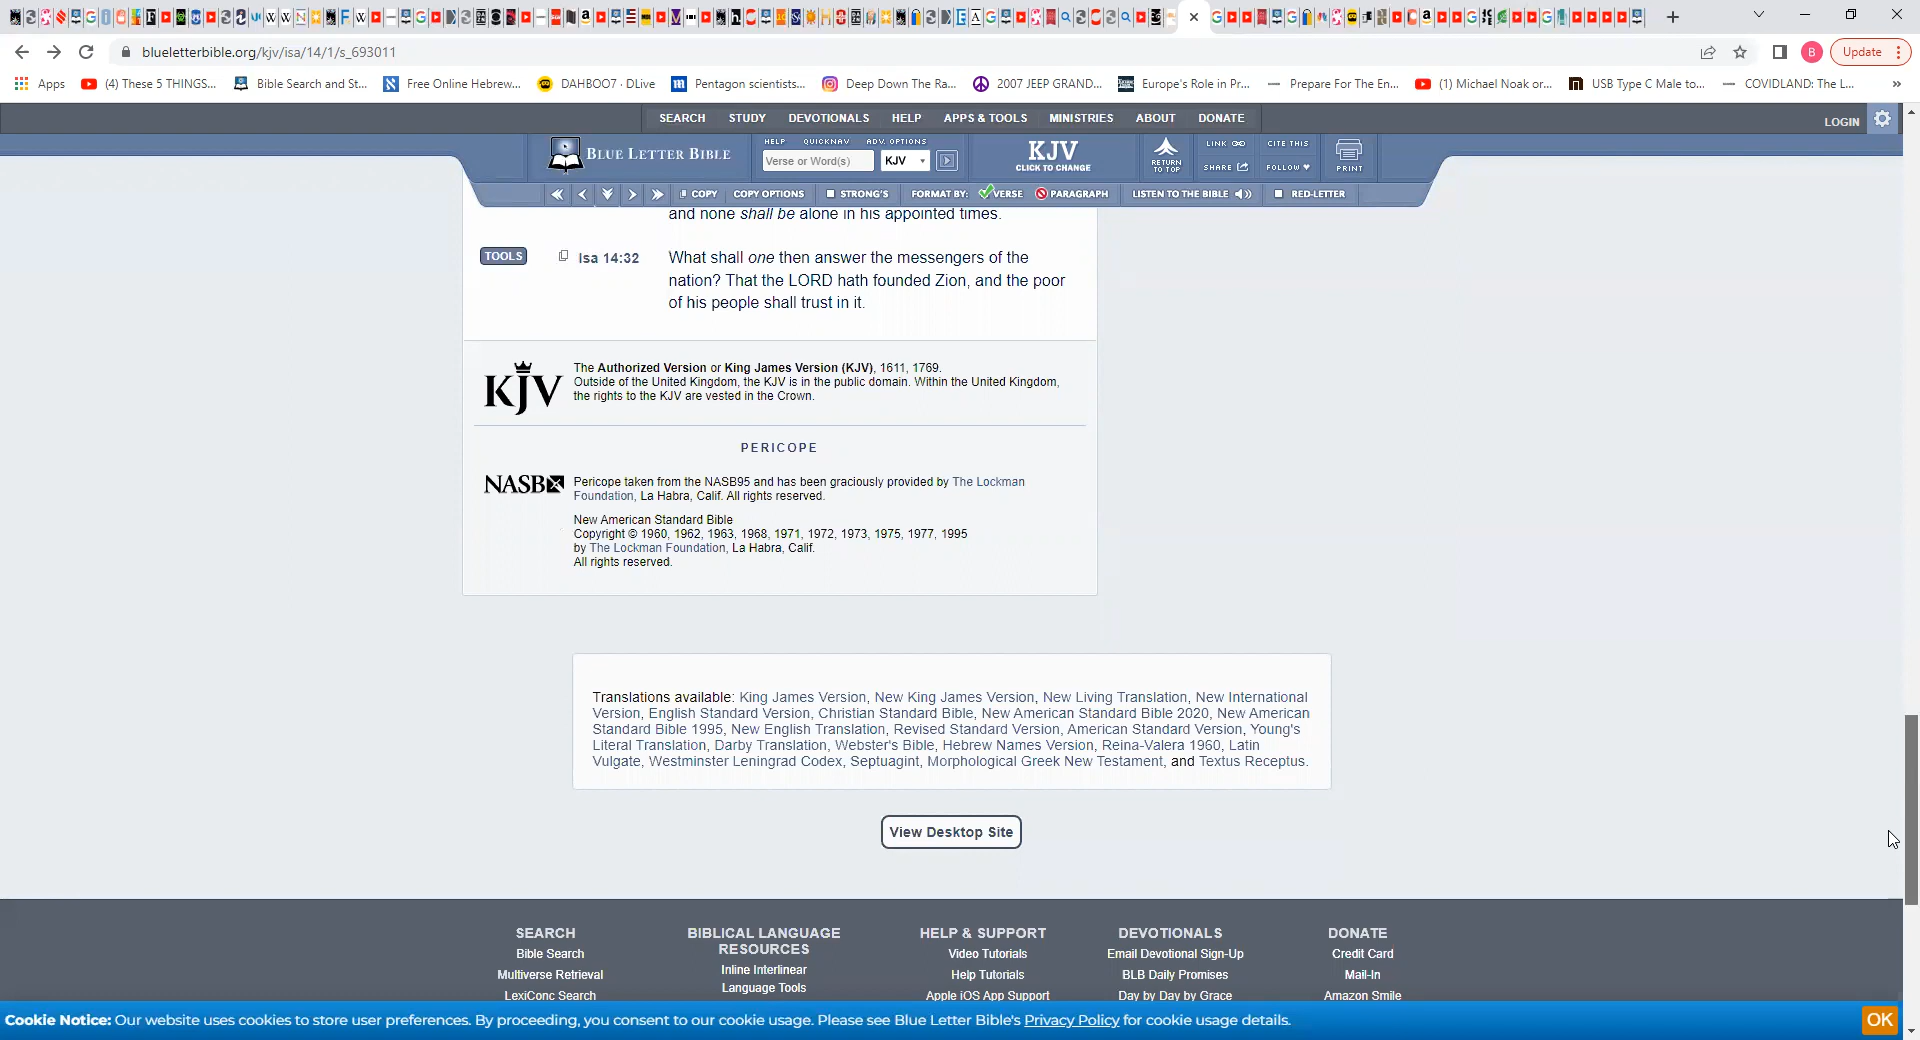 blueletterbible.org/kjv/isa/14/1/s_693011
B
Update
Apps
(4) These 5 THINGS...
Bible Search and St...
Free Online Hebrew...
DAHBOO7 · DLive
Pentagon scientists...
Deep Down The Ra...
2007 JEEP GRAND...
Europe's Role in Pr...
Prepare For The En...
(1) Michael Noak or...
USB Type C Male to...
COVIDLAND: The L...
SEARCH STUDY DEVOTIONALS HELP APPS & TOOLS MINISTRIES ABOUT DONATE
LOGIN
BLUE LETTER BIBLE
HELP QUICKNAV ADV. OPTIONS
Verse or Word(s)
KJV
KJV
CLICK TO CHANGE
RETURN
TO TOP
LINK
CITE THIS
SHARE
FOLLOW
PRINT
COPY COPY OPTIONS STRONG'S FORMAT BY: VERSE PARAGRAPH LISTEN TO THE BIBLE RED-LETTER
and none shall be alone in his appointed times.
TOOLS
Isa 14:32
What shall one then answer the messengers of the
nation? That the LORD hath founded Zion, and the poor
of his people shall trust in it.
KJV
The Authorized Version or King James Version (KJV), 1611, 1769.
Outside of the United Kingdom, the KJV is in the public domain. Within the United Kingdom,
the rights to the KJV are vested in the Crown.
PERICOPE
NASB
Pericope taken from the NASB95 and has been graciously provided by The Lockman
Foundation, La Habra, Calif. All rights reserved.
New American Standard Bible
Copyright © 1960, 1962, 1963, 1968, 1971, 1972, 1973, 1975, 1977, 1995
by The Lockman Foundation, La Habra, Calif.
All rights reserved.
Translations available: King James Version, New King James Version, New Living Translation, New International
Version, English Standard Version, Christian Standard Bible, New American Standard Bible 2020, New American
Standard Bible 1995, New English Translation, Revised Standard Version, American Standard Version, Young's
Literal Translation, Darby Translation, Webster's Bible, Hebrew Names Version, Reina-Valera 1960, Latin
Vulgate, Westminster Leningrad Codex, Septuagint, Morphological Greek New Testament, and Textus Receptus.
View Desktop Site
SEARCH
Bible Search
Multiverse Retrieval
LexiConc Search
BIBLICAL LANGUAGE
RESOURCES
Inline Interlinear
Language Tools
HELP & SUPPORT
Video Tutorials
Help Tutorials
Apple iOS App Support
DEVOTIONALS
Email Devotional Sign-Up
BLB Daily Promises
Day by Day by Grace
DONATE
Credit Card
Mail-In
Amazon Smile
Cookie Notice: Our website uses cookies to store user preferences. By proceeding, you consent to our cookie usage. Please see Blue Letter Bible's Privacy Policy for cookie usage details.
OK